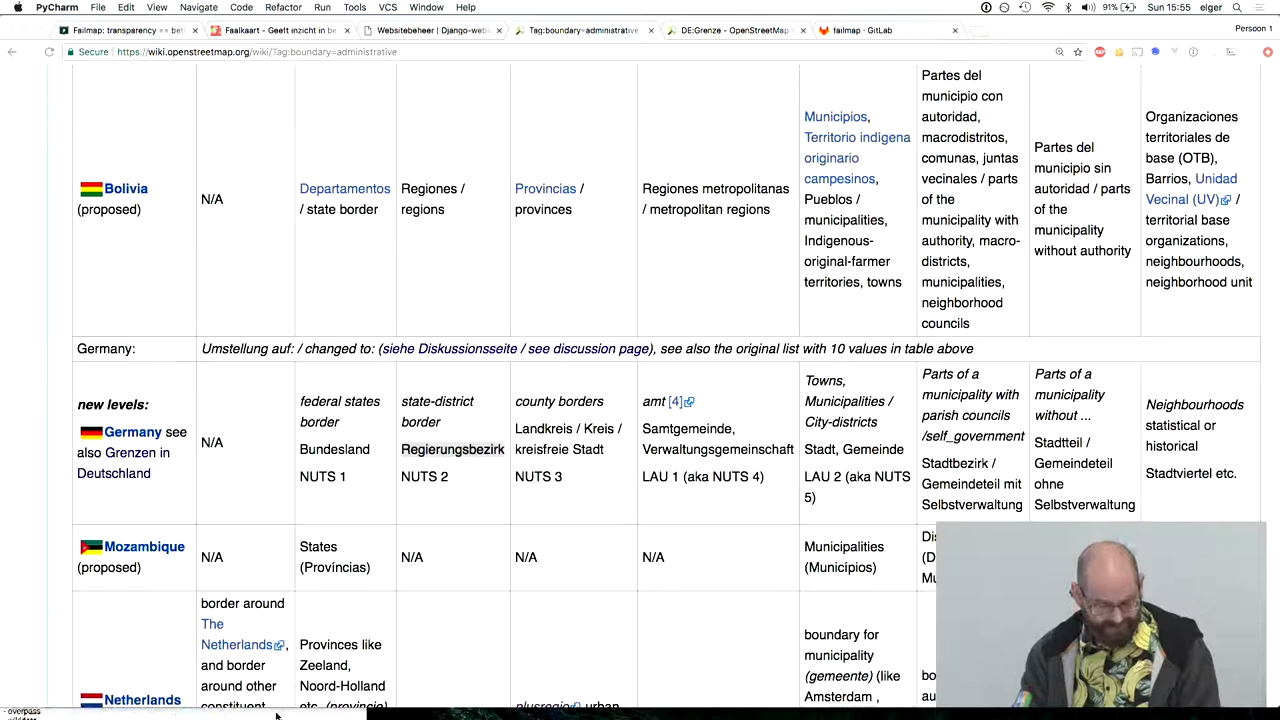 PyCharm File Edit View Navigate Code Refactor Run Tools VCS Window Help 91% Sun 15:55 elger
Failmap: transparency == bet × Faalkaart - Geeft inzicht in be × Websitebeheer | Django-web × Tag:boundary=administrative × DE:Grenze - OpenStreetMap × failmap · GitLab × Persoon 1
Secure | https://wiki.openstreetmap.org/wiki/Tag:boundary=administrative
Bolivia
(proposed)
N/A
Departamentos
/ state border
Regiones /
regions
Provincias /
provinces
Regiones metropolitanas
/ metropolitan regions
Municipios,
Territorio indígena
originario
campesinos,
Pueblos /
municipalities,
Indigenous-
original-farmer
territories, towns
Partes del
municipio con
autoridad,
macrodistritos,
comunas, juntas
vecinales / parts
of the
municipality with
authority, macro-
districts,
municipalities,
neighborhood
councils
Partes del
municipio sin
autoridad / parts
of the
municipality
without authority
Organizaciones
territoriales de
base (OTB),
Barrios, Unidad
Vecinal (UV) /
territorial base
organizations,
neighbourhoods,
neighborhood unit
Germany:
Umstellung auf: / changed to: (siehe Diskussionsseite / see discussion page), see also the original list with 10 values in table above
new levels:
Germany see
also Grenzen in
Deutschland
N/A
federal states
border
Bundesland
NUTS 1
state-district
border
Regierungsbezirk
NUTS 2
county borders
Landkreis / Kreis /
kreisfreie Stadt
NUTS 3
amt [4]
Samtgemeinde,
Verwaltungsgemeinschaft
LAU 1 (aka NUTS 4)
Towns,
Municipalities /
City-districts
Stadt, Gemeinde
LAU 2 (aka NUTS
5)
Parts of a
municipality with
parish councils
/self_government
Stadtbezirk /
Gemeindeteil mit
Selbstverwaltung
Parts of a
municipality
without ...
Stadtteil /
Gemeindeteil
ohne
Selbstverwaltung
Neighbourhoods
statistical or
historical
Stadtviertel etc.
Mozambique
(proposed)
N/A
States
(Províncias)
N/A
N/A
N/A
Municipalities
(Municípios)
Netherlands
border around
The
Netherlands,
and border
around other
constituent
Provinces like
Zeeland,
Noord-Holland
etc. (provincie)
plusregio urban
boundary for
municipality
(gemeente) (like
Amsterdam ,
- overpass